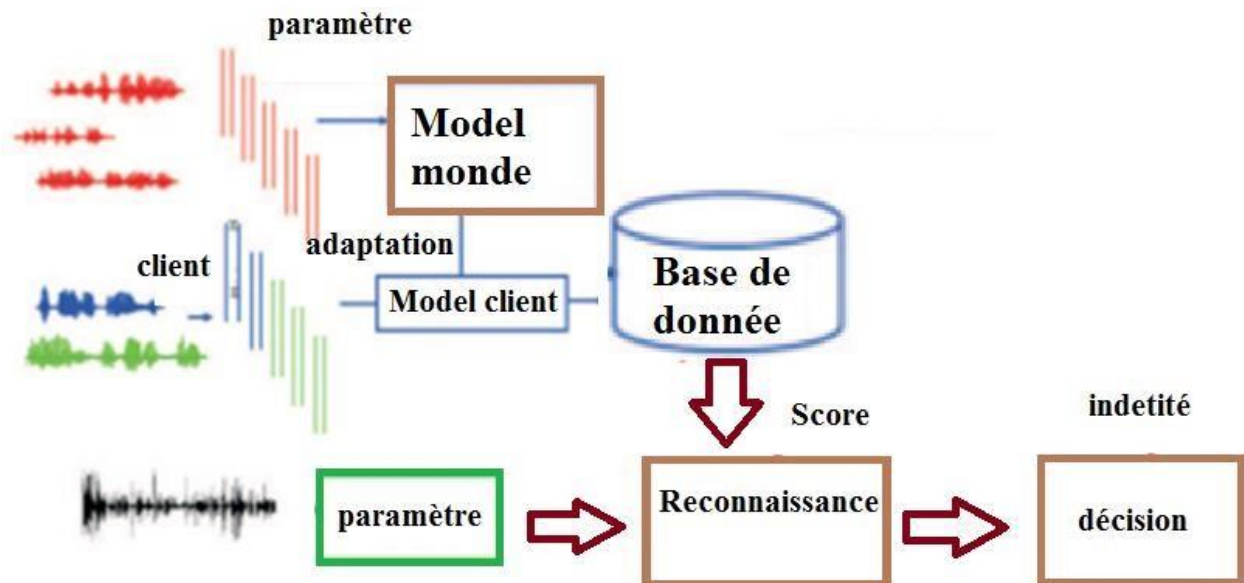 paramètre
Model
monde
adaptation
client
Model client
Base de
donnée
Score
indetité
paramètre
Reconnaissance
décision